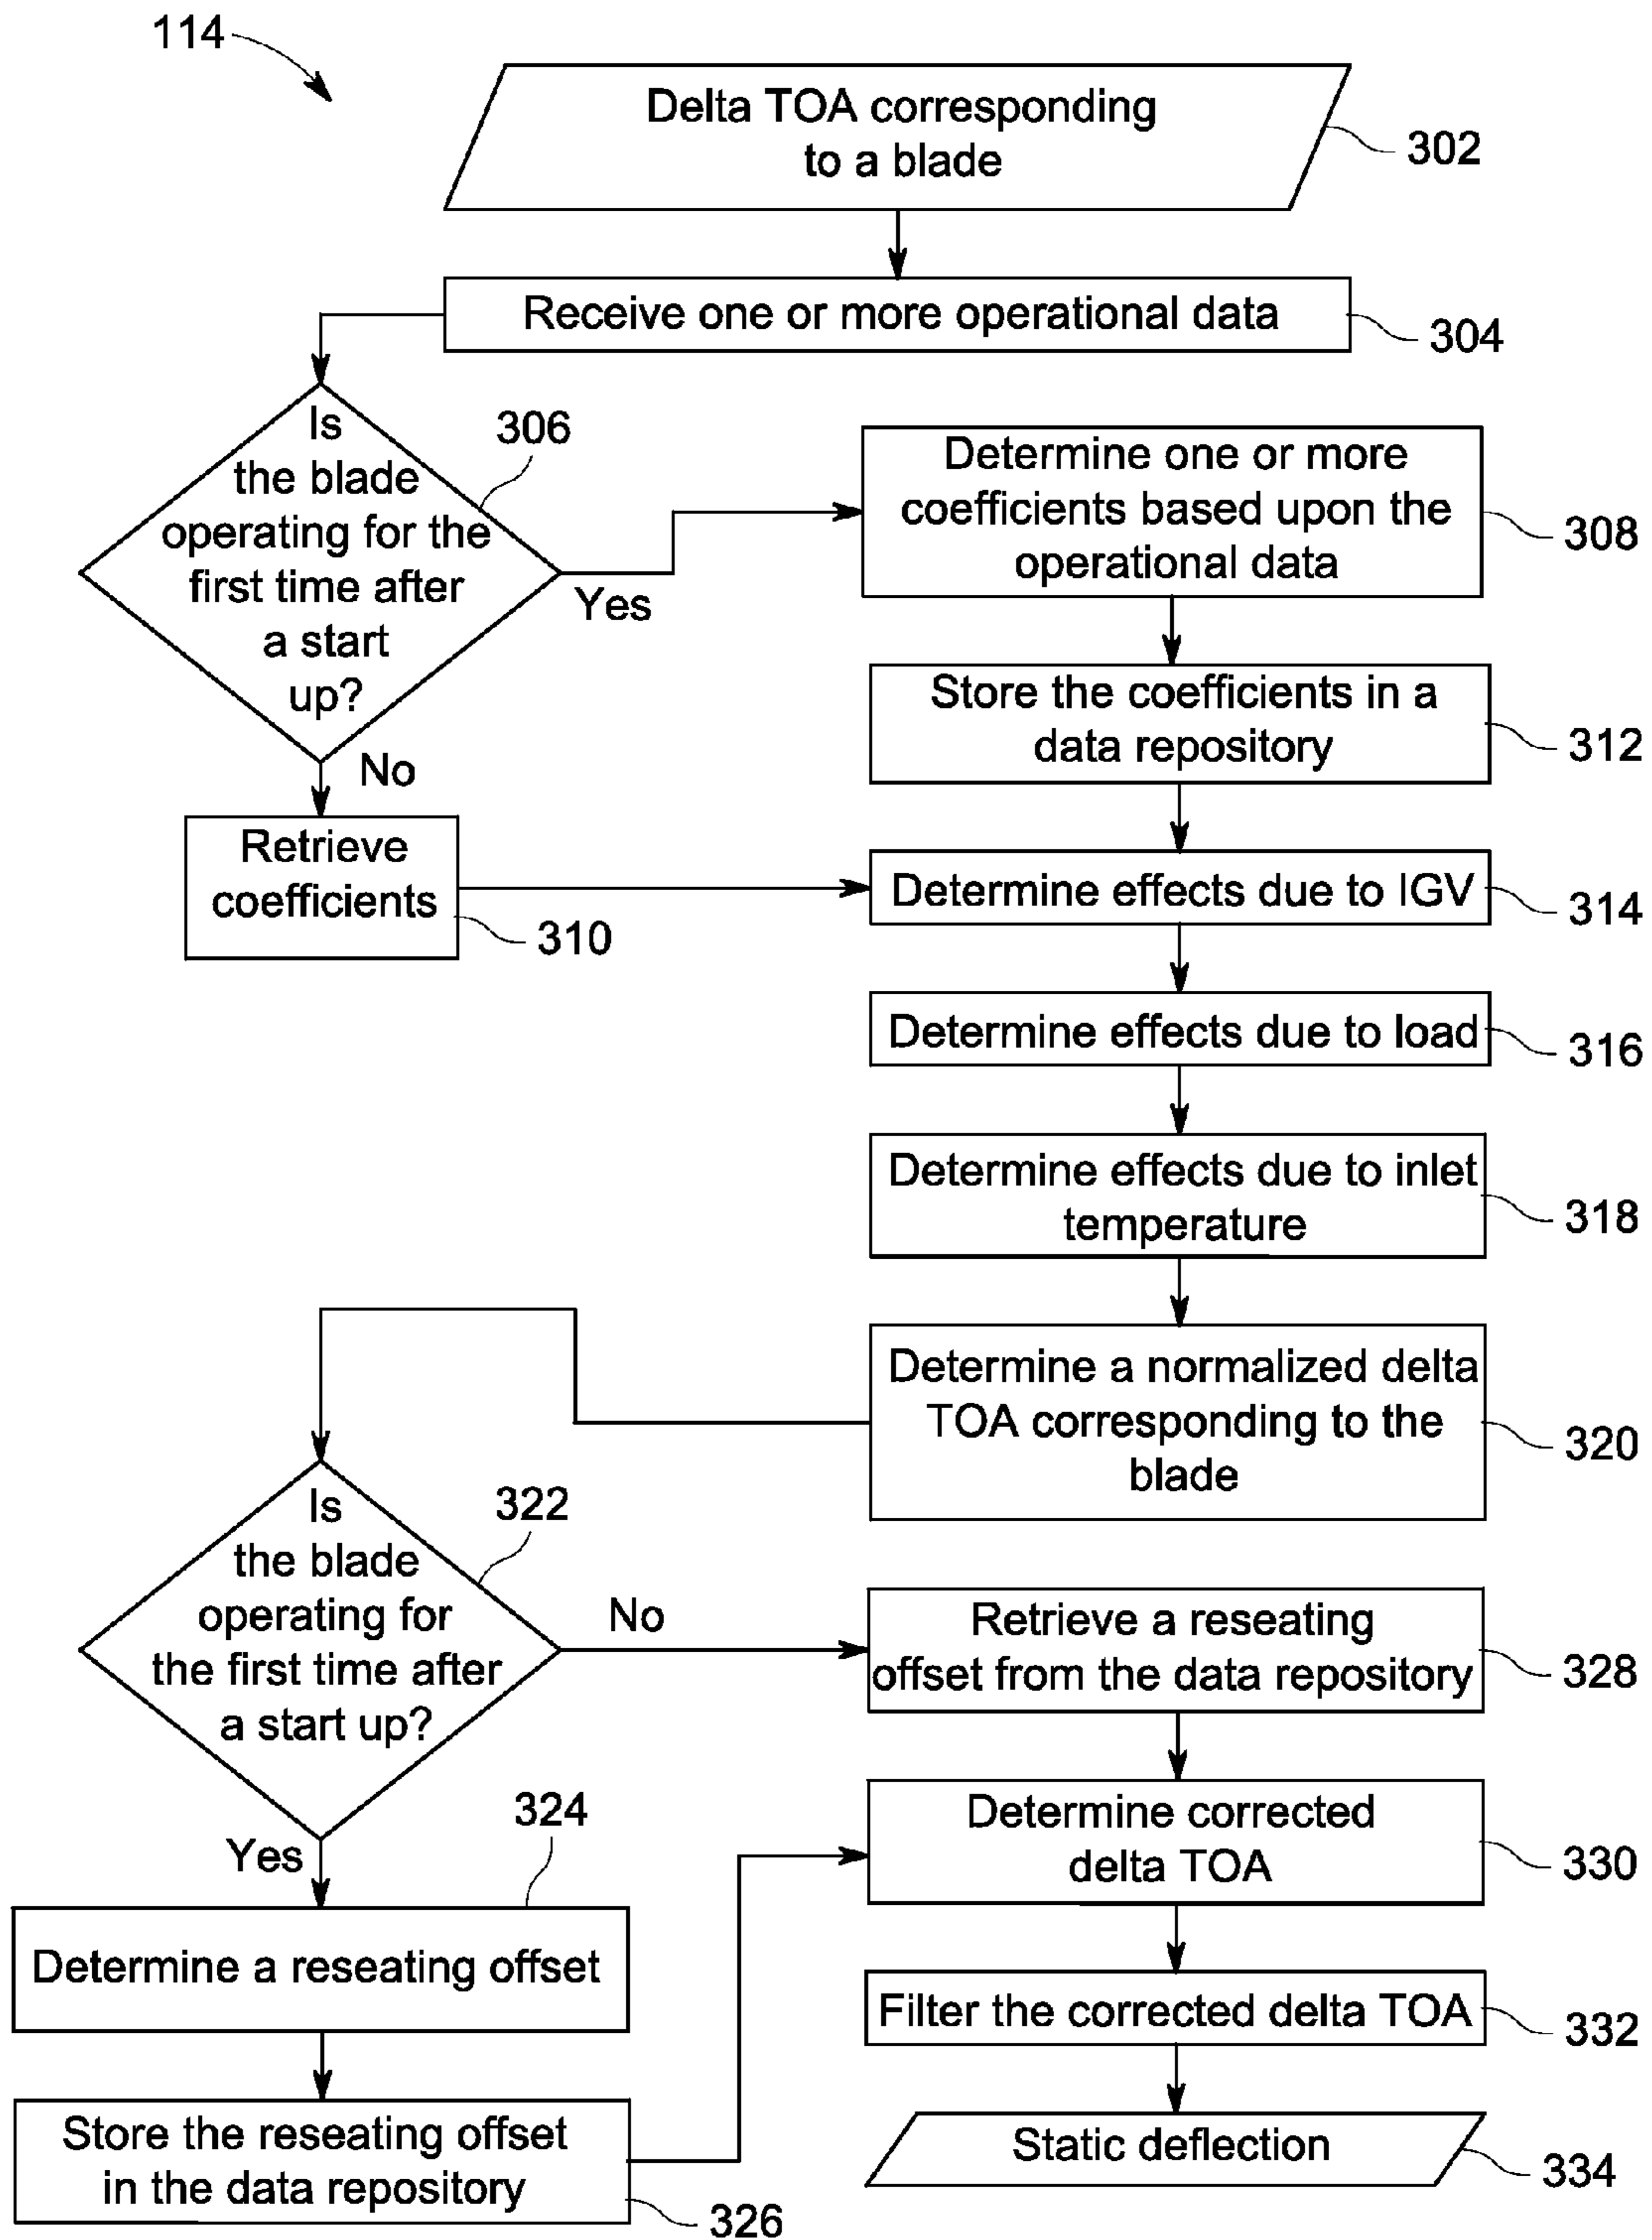 114
Delta TOA corresponding
to a blade
302
Receive one or more operational data
304
Is
the blade
operating for the
first time after
a start
up?
306
Yes
No
Determine one or more
coefficients based upon the
operational data
308
Store the coefficients in a
data repository
312
Retrieve
coefficients
310
Determine effects due to IGV
314
Determine effects due to load
316
Determine effects due to inlet
temperature
318
Determine a normalized delta
TOA corresponding to the
blade
320
Is
the blade
operating for
the first time after
a start up?
322
No
Yes
Retrieve a reseating
offset from the data repository
328
324
Determine a reseating offset
Determine corrected
delta TOA
330
Filter the corrected delta TOA
332
Store the reseating offset
in the data repository
326
Static deflection
334